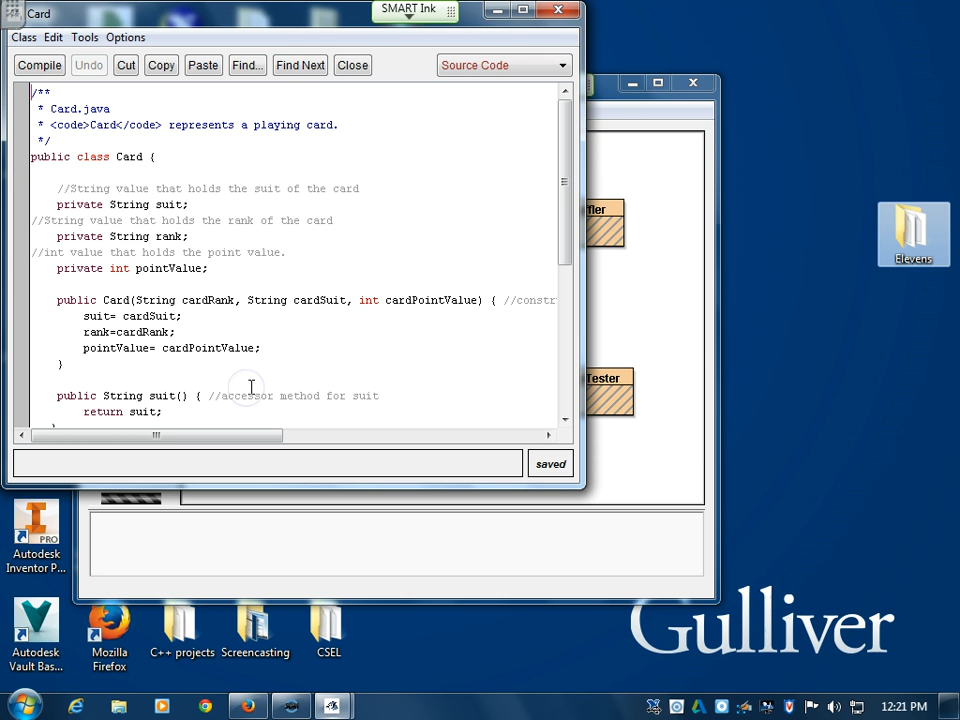 Card
SMART Ink
Class Edit Tools Options
Compile Undo Cut Copy Paste Find... Find Next Close Source Code
/**
* Card.java
* <code>Card</code> represents a playing card.
*/
public class Card {
//String value that holds the suit of the card
private String suit;
//String value that holds the rank of the card
private String rank;
//int value that holds the point value.
private int pointValue;
public Card(String cardRank, String cardSuit, int cardPointValue) { //constr
suit= cardSuit;
rank=cardRank;
pointValue= cardPointValue;
}
public String suit() { //accessor method for suit
return suit;
saved
ffler
Tester
Elevens
PRO
Autodesk
Inventor P...
Autodesk
Vault Bas...
Mozilla
Firefox
C++ projects
Screencasting
CSEL
Gulliver
12:21 PM